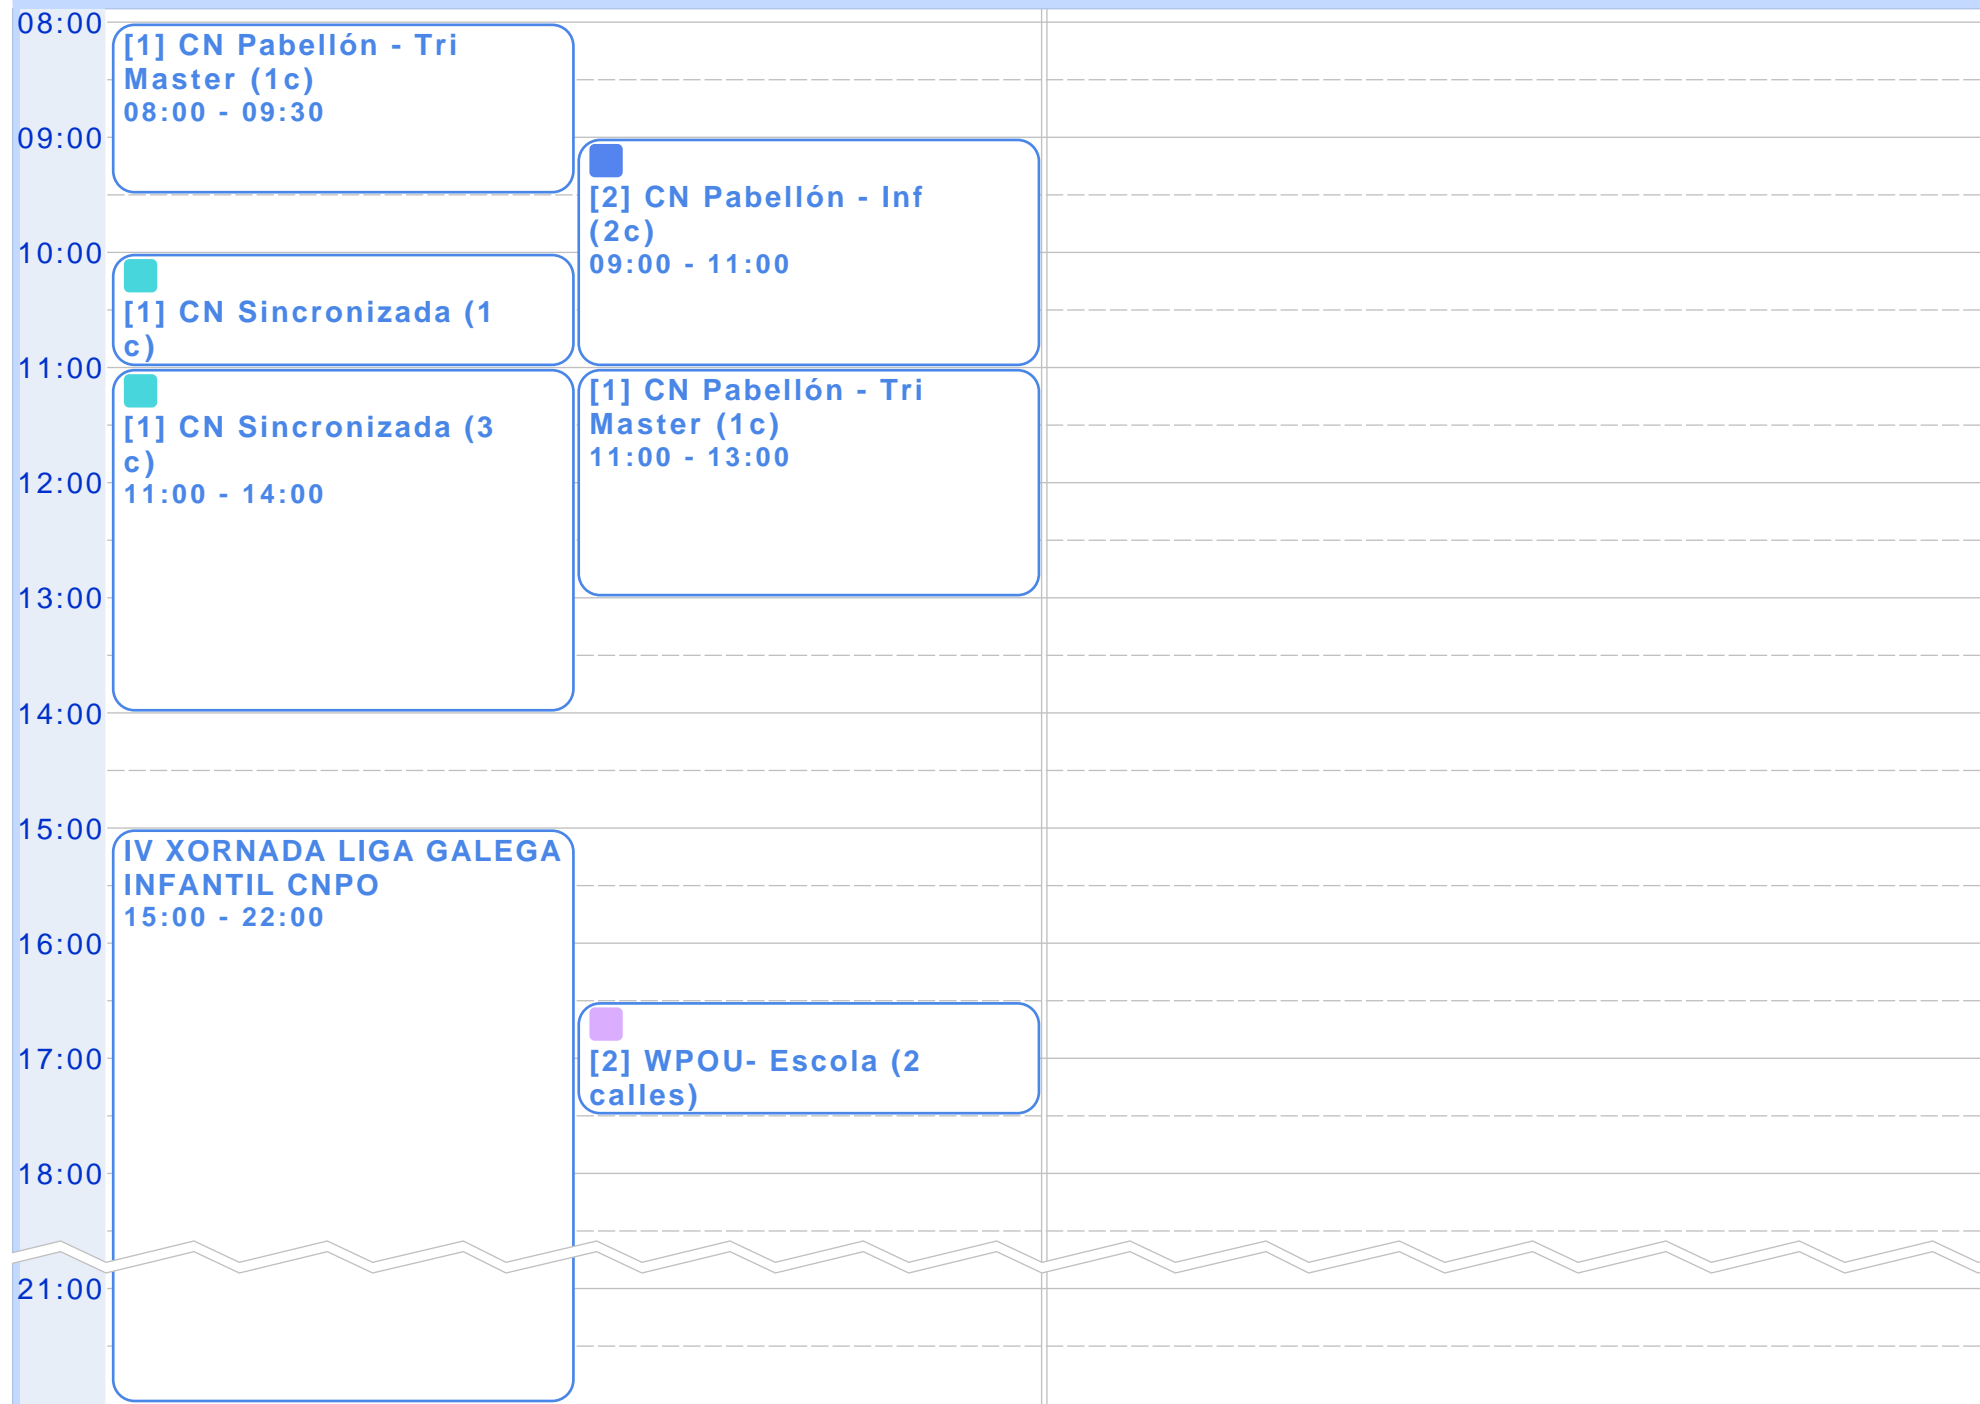 08:00
[1] CN Pabellón - Tri
Master (1c)
08:00 - 09:30
09:00
[2] CN Pabellón - Inf
(2c)
09:00 - 11:00
10:00
[1] CN Sincronizada (1
c)
11:00
[1] CN Sincronizada (3
c)
11:00 - 14:00
[1] CN Pabellón - Tri
Master (1c)
11:00 - 13:00
12:00
13:00
14:00
15:00
IV XORNADA LIGA GALEGA
INFANTIL CNPO
15:00 - 22:00
16:00
[2] WPOU- Escola (2
calles)
17:00
18:00
21:00